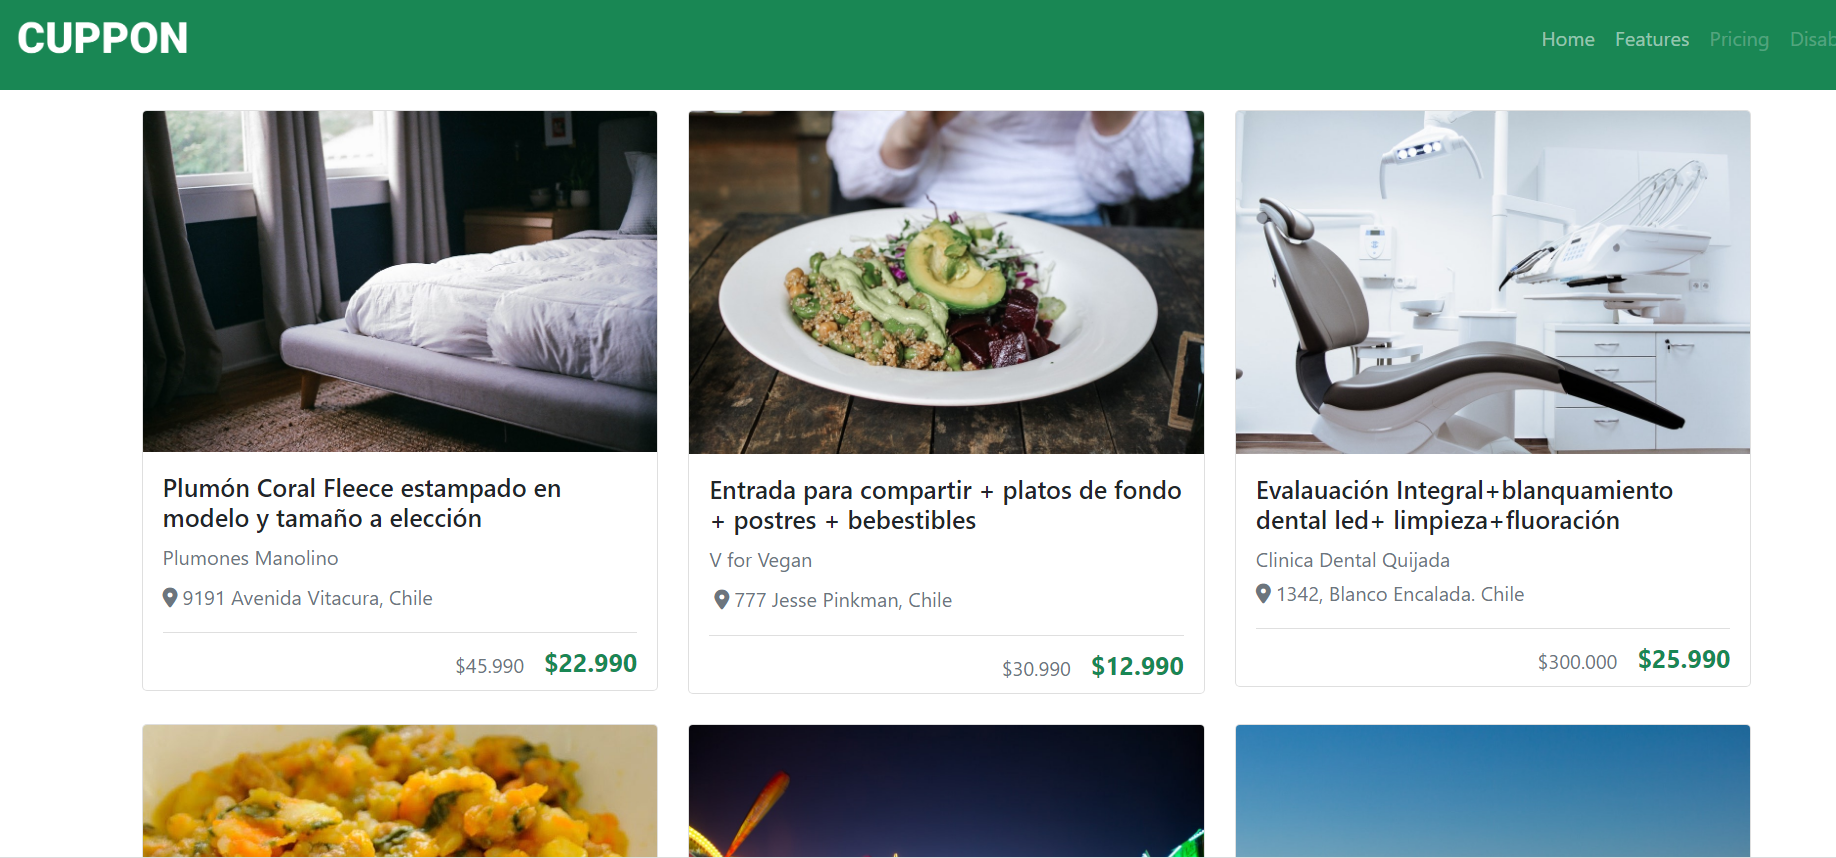 CUPPON
Home Features Pricing Disab
Plumón Coral Fleece estampado en
modelo y tamaño a elección
Plumones Manolino
9191 Avenida Vitacura, Chile
$45.990 $22.990
Entrada para compartir + platos de fondo
+ postres + bebestibles
V for Vegan
777 Jesse Pinkman, Chile
$30.990 $12.990
Evalauación Integral+blanquamiento
dental led+ limpieza+fluoración
Clinica Dental Quijada
1342, Blanco Encalada. Chile
$300.000 $25.990